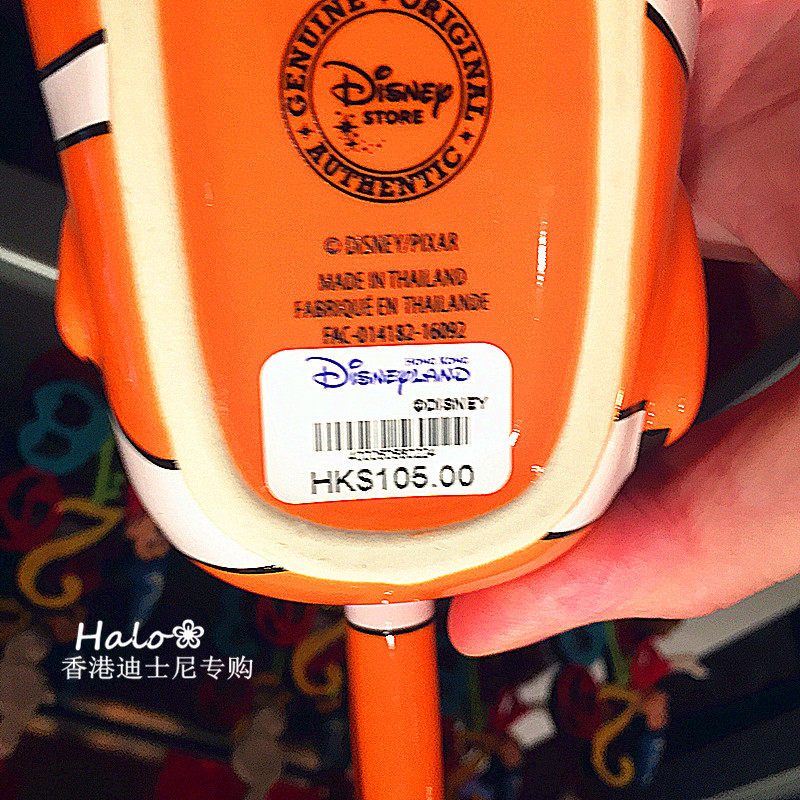 GENUINE • ORIGINAL
Disney
STORE
AUTHENTIC
© DISNEY/PIXAR
MADE IN THAILAND
FABRIQUÉ EN THAILANDE
FAC-014182-16092
HONG KONG
DISNEYLAND
©DISNEY
HK$105.00
Halo
香港迪士尼专购